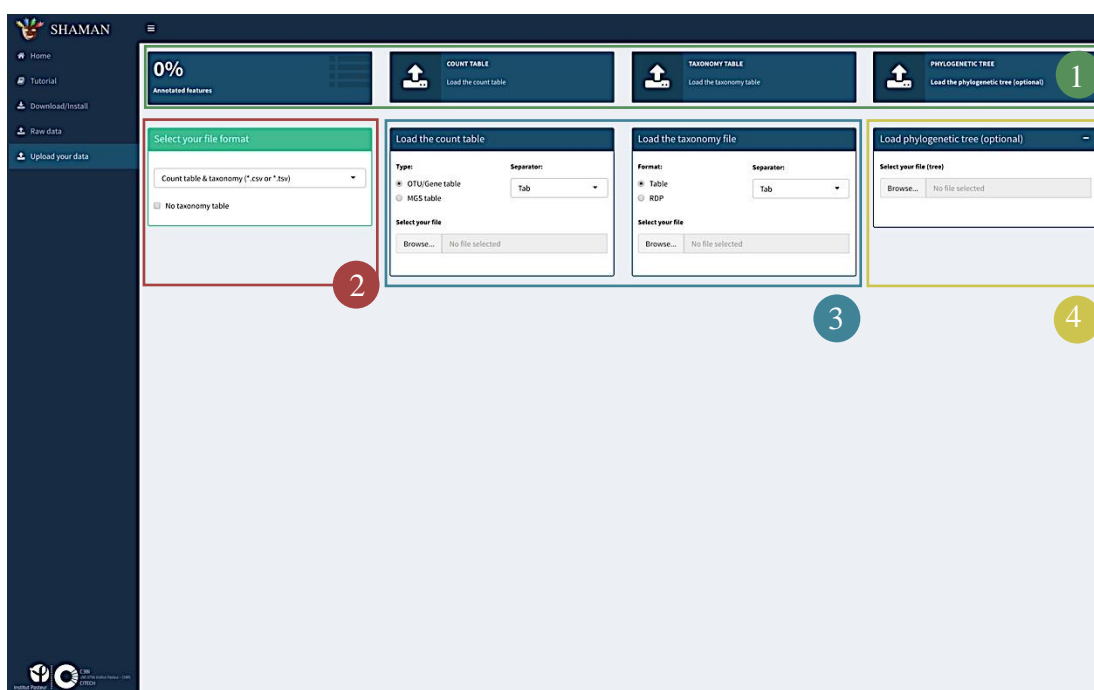 SHAMAN
Home
Tutorial
Download/Install
Raw data
Upload your data
0%
Annotated features
COUNT TABLE
Load the count table
TAXONOMY TABLE
Load the taxonomy table
PHYLOGENETIC TREE
Load the phylogenetic tree (optional)
1
Select your file format
Count table & taxonomy (*.csv or *.tsv)
No taxonomy table
2
Load the count table
Type:
Separator:
OTU/Gene table
MGS table
Tab
Select your file
Browse...
No file selected
Load the taxonomy file
Format:
Separator:
Table
RDP
Tab
Select your file
Browse...
No file selected
3
Load phylogenetic tree (optional)
Select your file (tree)
Browse...
No file selected
4
Institut Pasteur
C3BI
CITECH